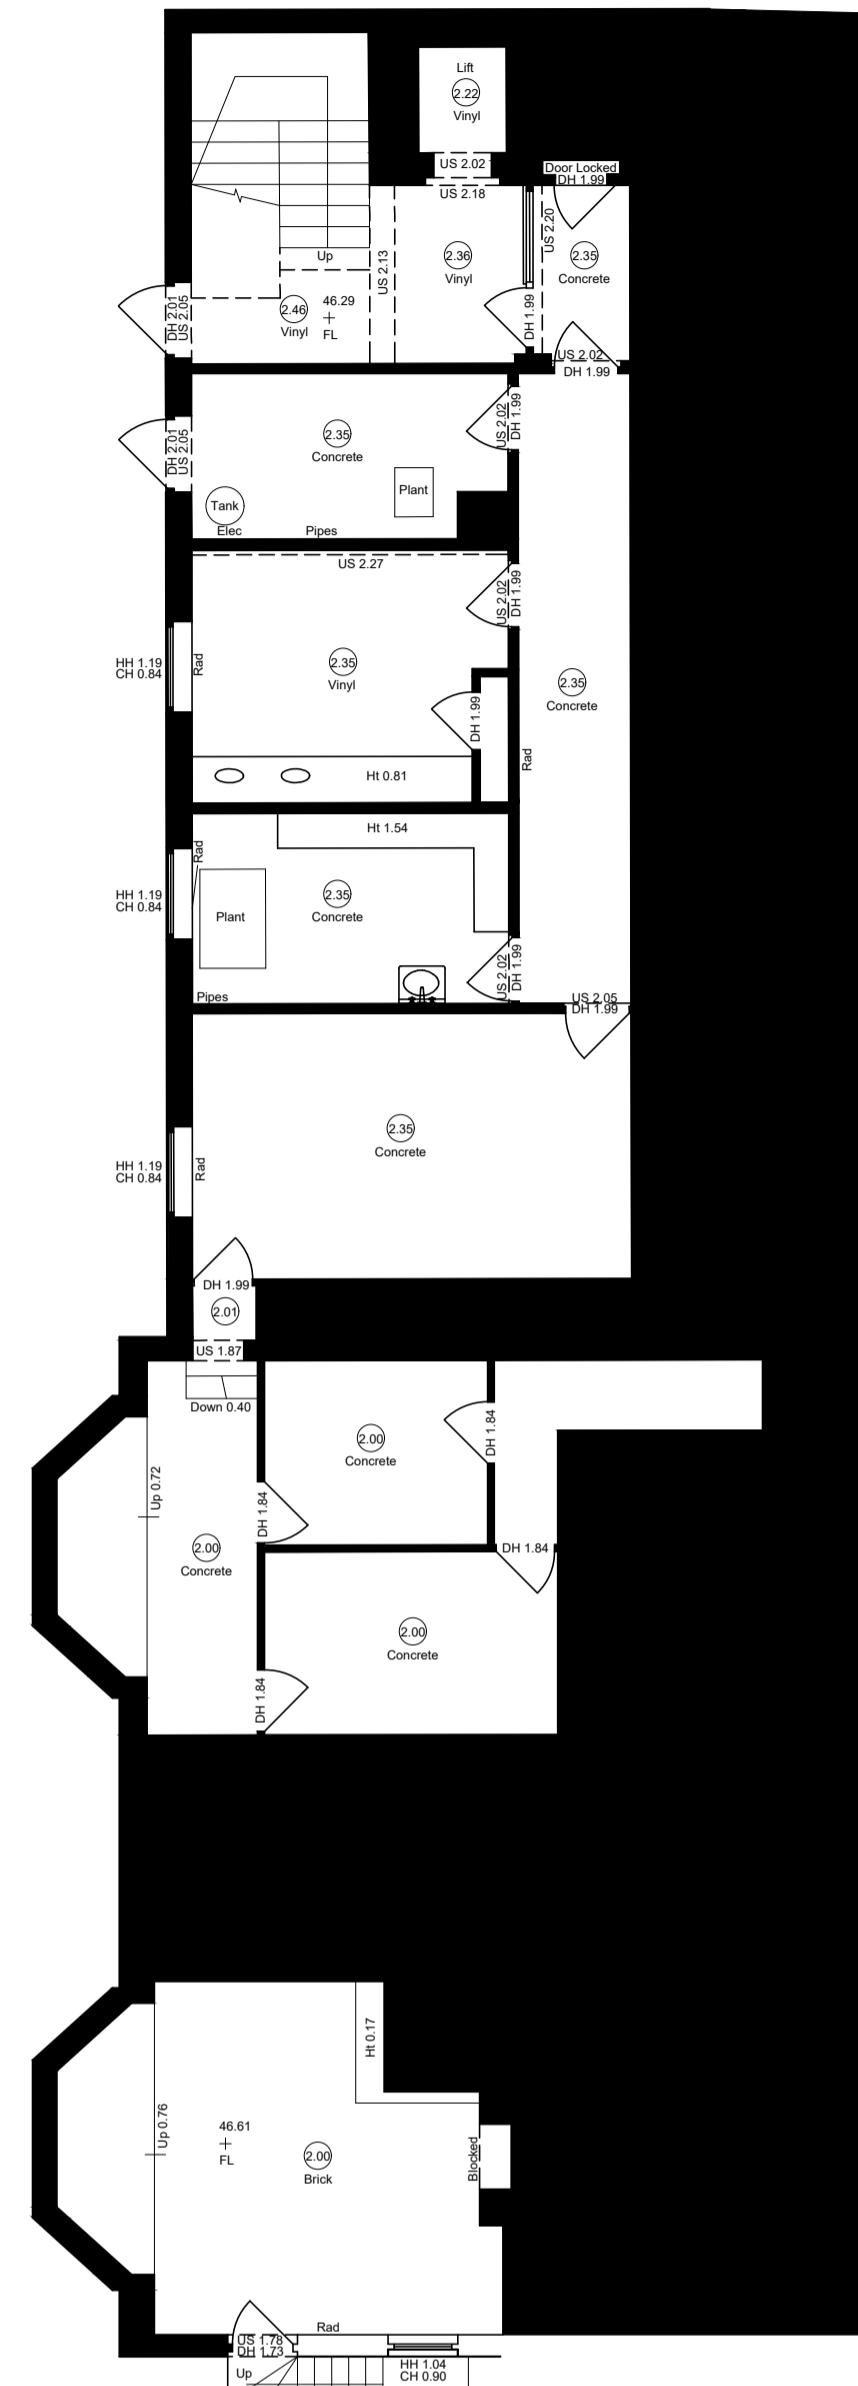 Lift
2.22
Vinyl
US 2.02
US 2.18
Door Locked
DH 1.99
US 2.20
2.35
Concrete
US 2.13
2.36
Vinyl
DH 1.99
Up
2.46
Vinyl
46.29
FL
DH 2.01
US 2.05
US 2.02
DH 1.99
DH 2.01
US 2.05
2.35
Concrete
US 2.02
DH 1.99
Plant
Tank
Elec
Pipes
US 2.27
US 2.02
DH 1.99
HH 1.19
CH 0.84
Rad
2.35
Vinyl
2.35
Concrete
DH 1.99
Rad
Ht 0.81
Ht 1.54
Rad
HH 1.19
CH 0.84
2.35
Concrete
Plant
US 2.02
DH 1.99
Pipes
US 2.05
DH 1.99
2.35
Concrete
HH 1.19
CH 0.84
Rad
DH 1.99
2.01
US 1.87
Down 0.40
2.00
Concrete
DH 1.84
Up 0.72
DH 1.84
2.00
Concrete
DH 1.84
2.00
Concrete
DH 1.84
Ht 0.17
Up 0.76
46.61
FL
2.00
Brick
Blocked
Rad
US 1.78
DH 1.73
Up
HH 1.04
CH 0.90